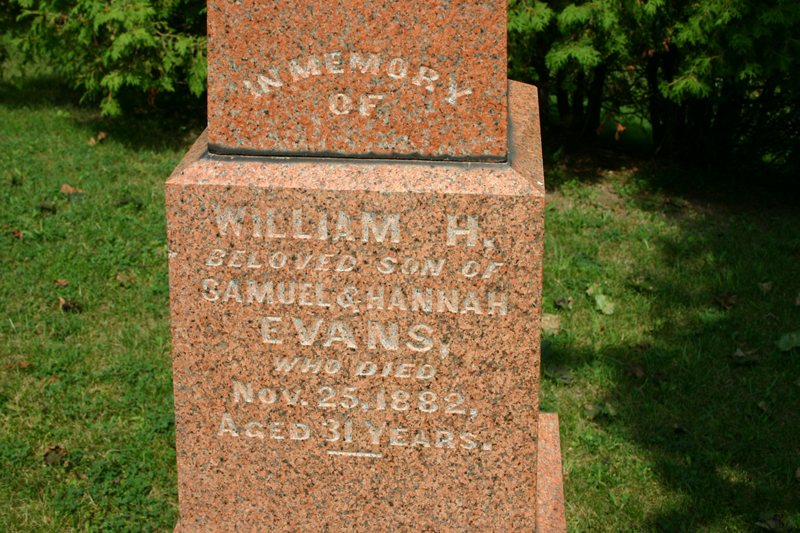 IN MEMORY
OF
WILLIAM H.
BELOVED SON OF
SAMUEL & HANNAH
EVANS,
WHO DIED
NOV. 25, 1882,
AGED 31 YEARS.